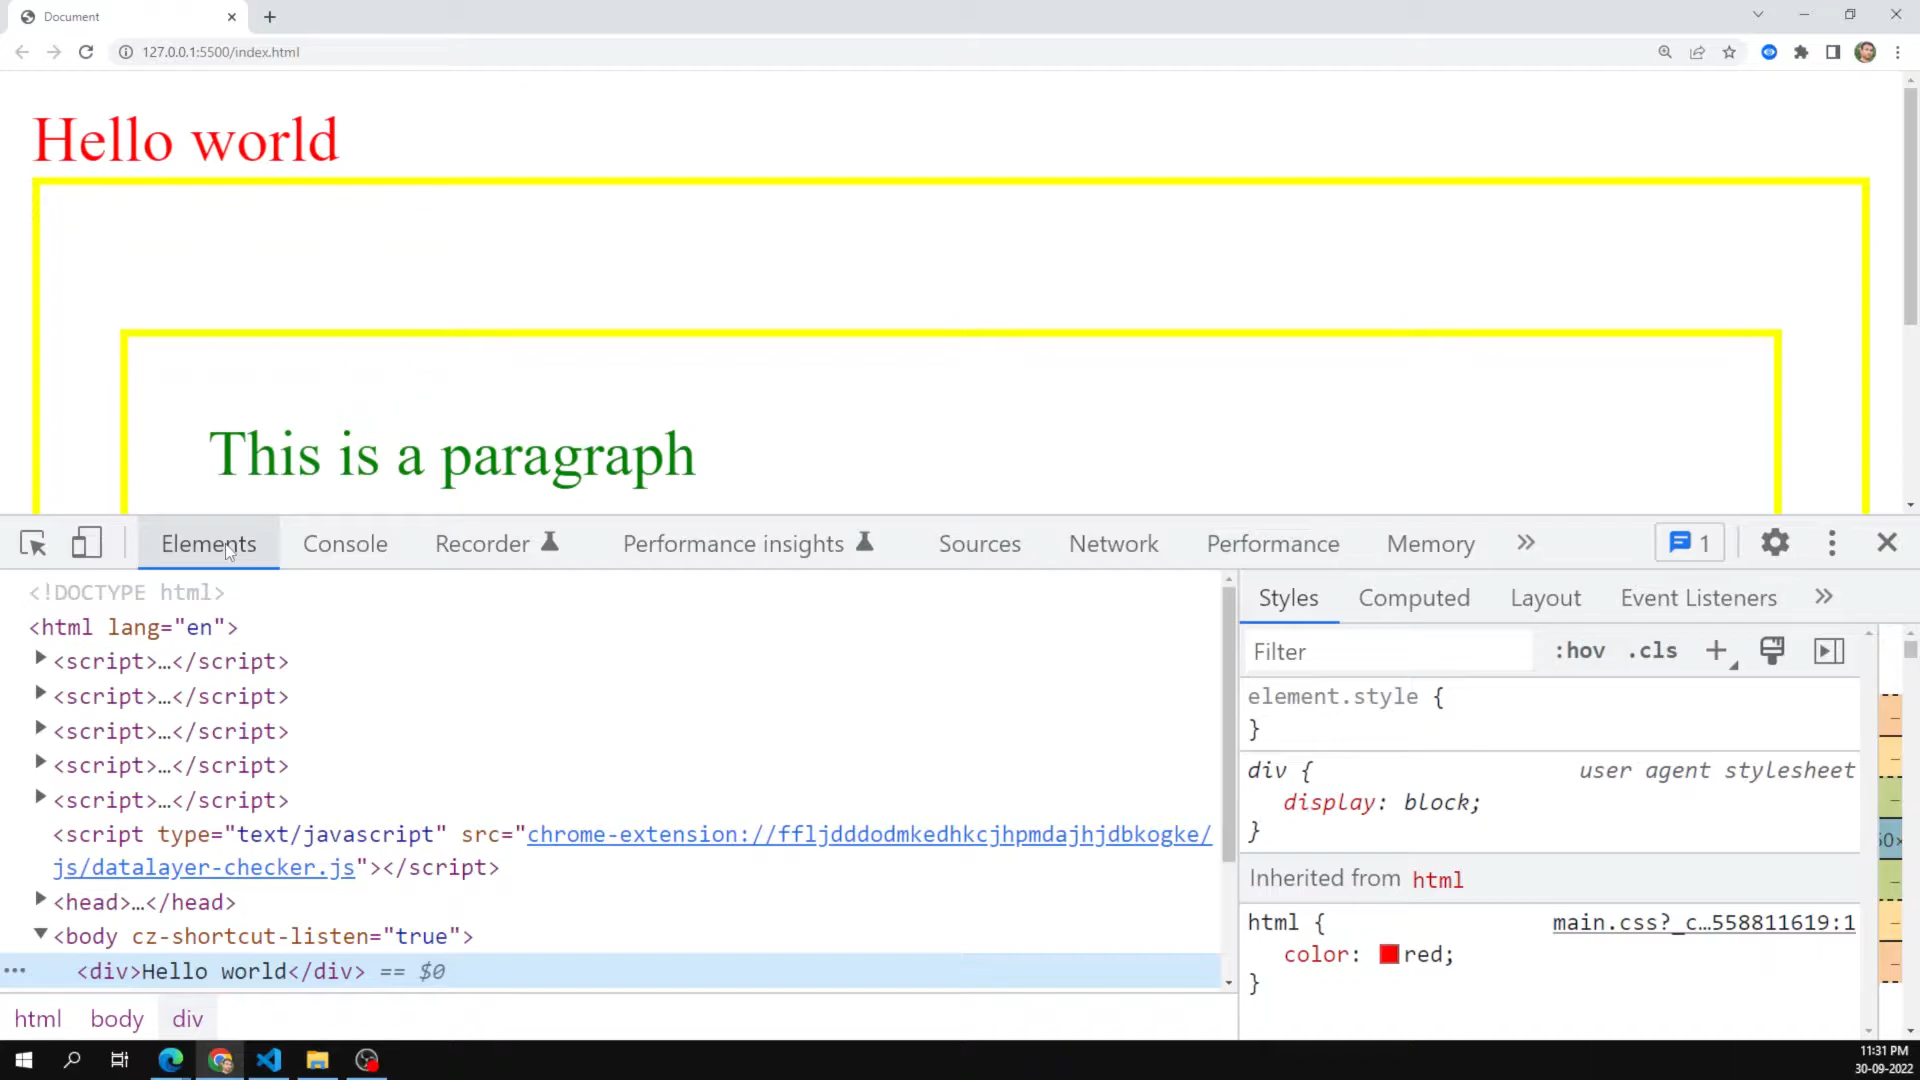 Document
127.0.0.1:5500/index.html
Hello world
This is a paragraph
Elements Console Recorder Performance insights Sources Network Performance Memory 1
<!DOCTYPE html>
<html lang="en">
<script>…</script>
<script>…</script>
<script>…</script>
<script>…</script>
<script>…</script>
<script type="text/javascript" src="chrome-extension://ffljdddodmkedhkcjhpmdajhjdbkogke/
js/datalayer-checker.js"></script>
<head>…</head>
<body cz-shortcut-listen="true">
<div>Hello world</div> == $0
html body div
Styles Computed Layout Event Listeners
Filter :hov .cls
element.style {
}
div { user agent stylesheet
display: block;
}
Inherited from html
html { main.css?_c…558811619:1
color: red;
}
11:31 PM
30-09-2022